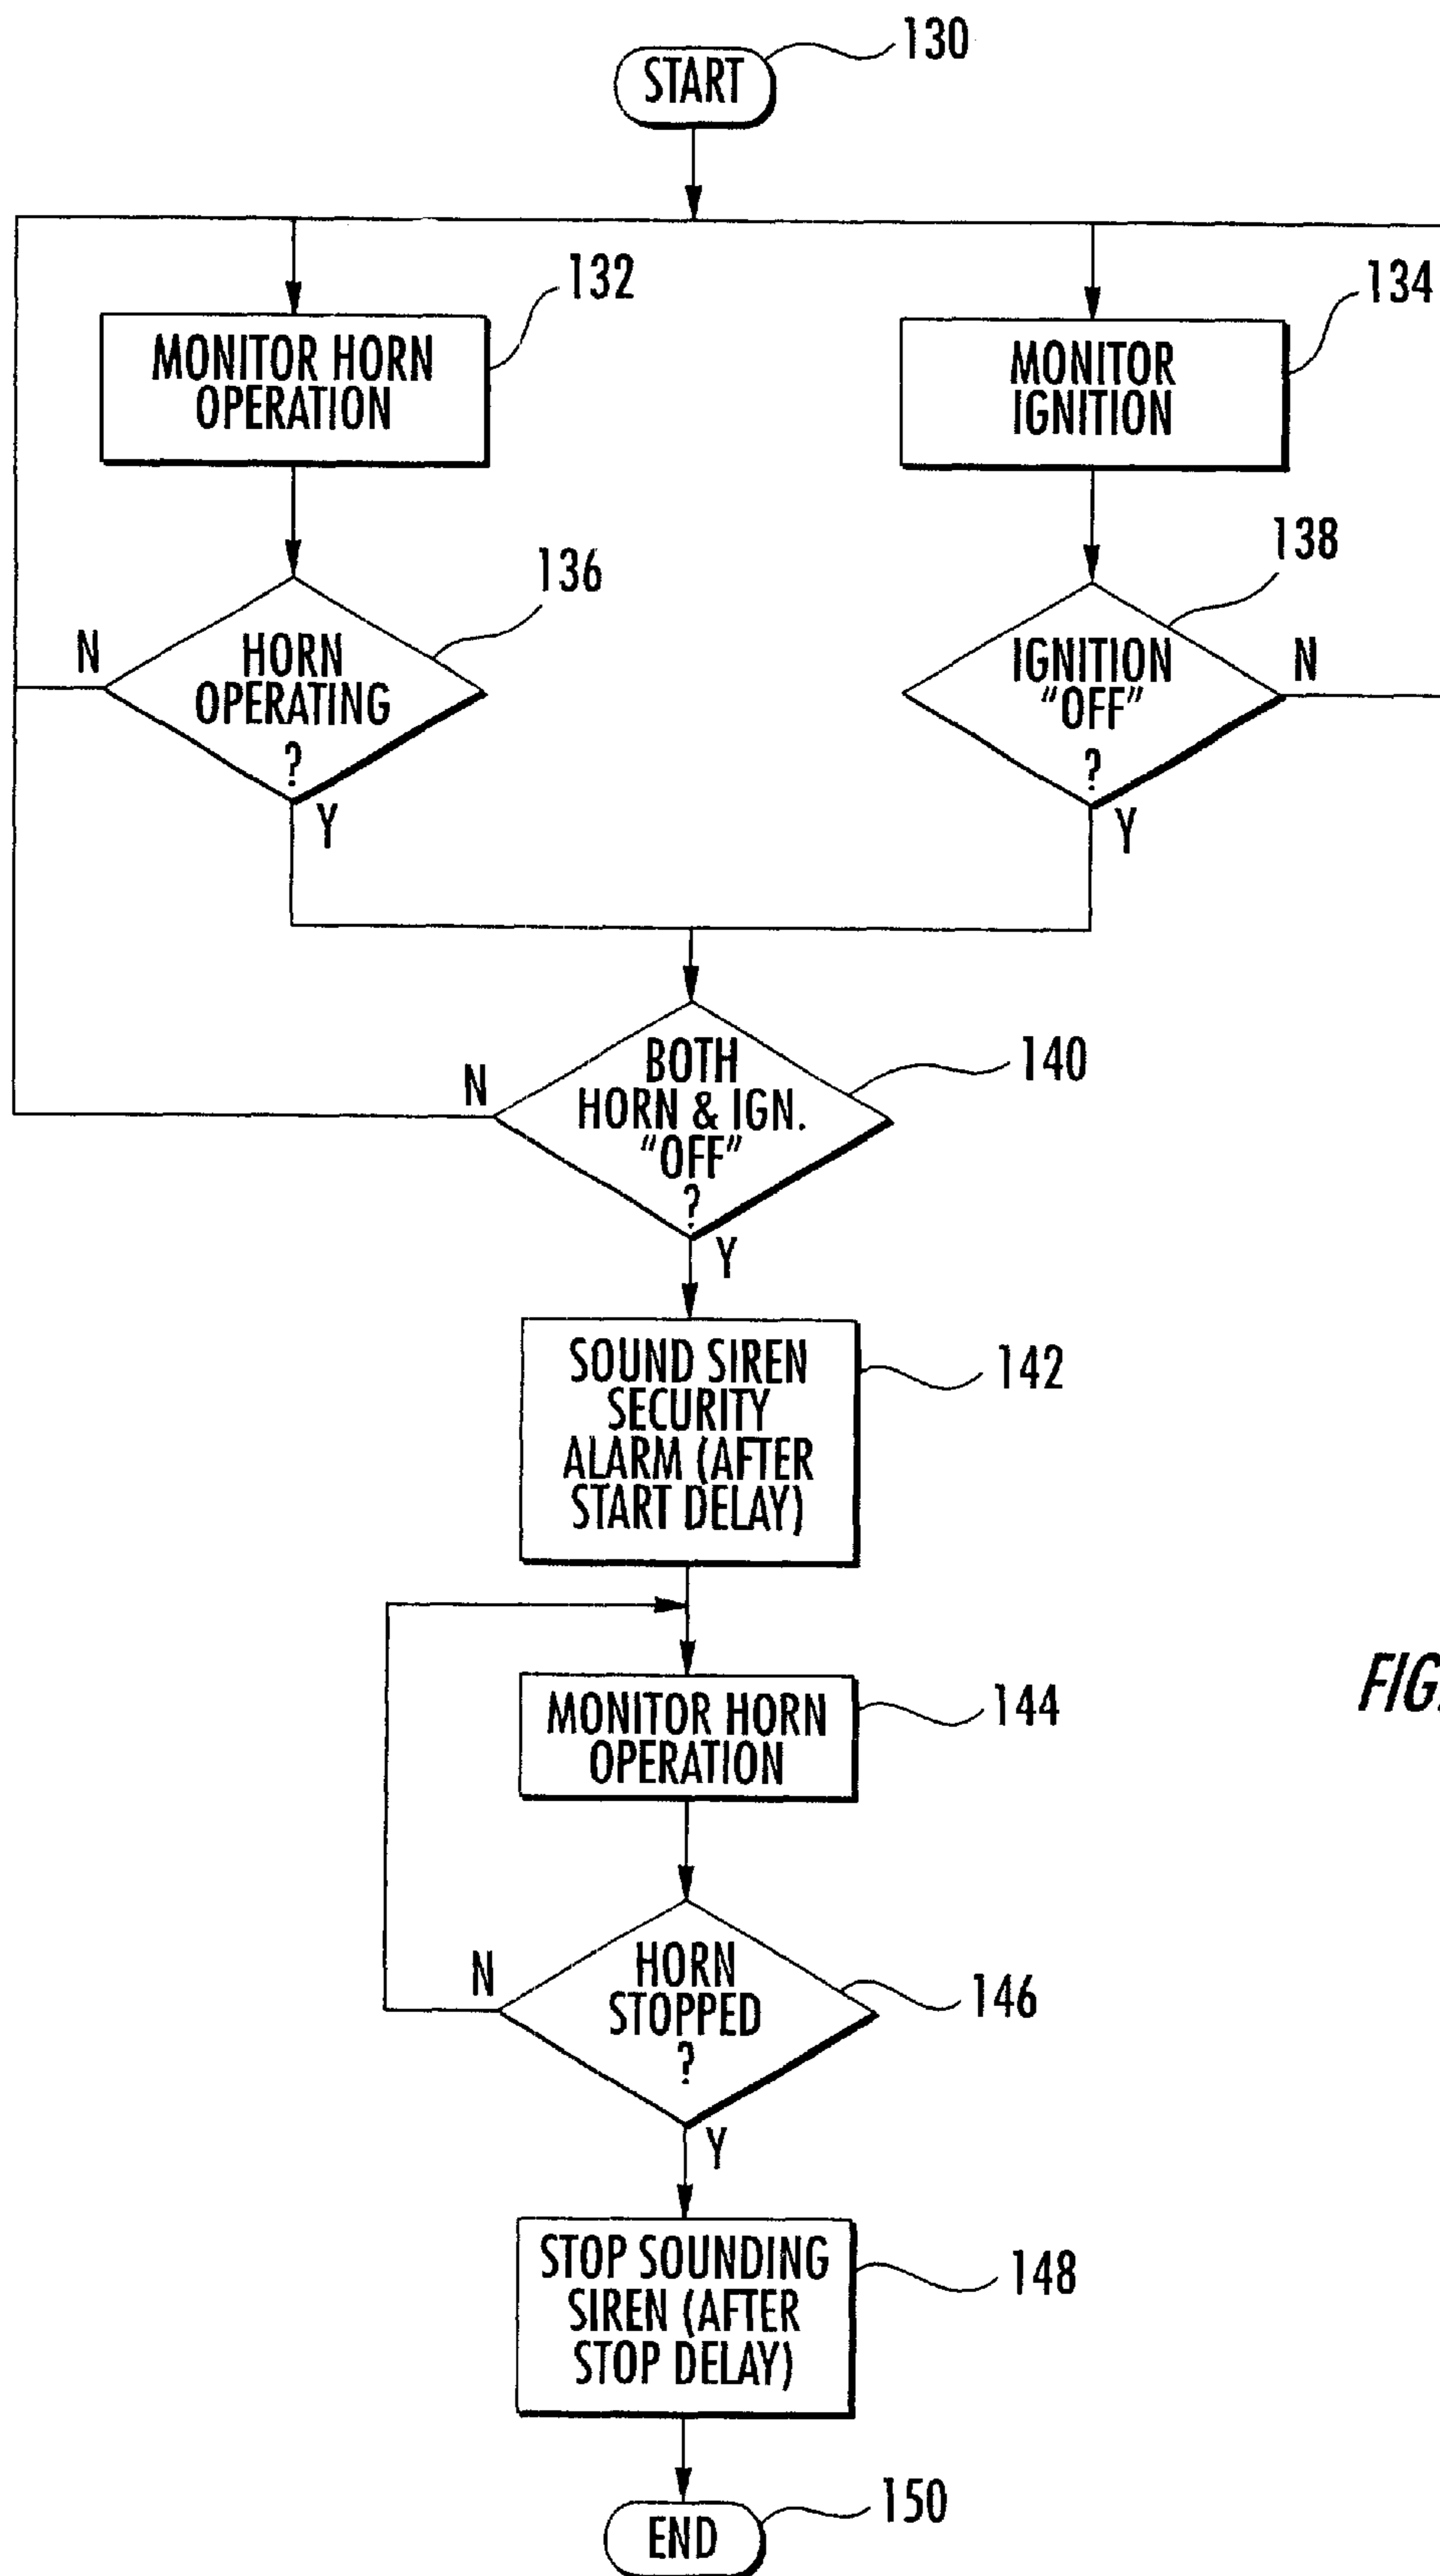 START
130
MONITOR HORN
OPERATION
132
MONITOR
IGNITION
134
HORN
OPERATING
?
136
N
Y
IGNITION
“OFF”
?
138
N
Y
BOTH
HORN & IGN.
“OFF”
?
140
N
Y
SOUND SIREN
SECURITY
ALARM (AFTER
START DELAY)
142
MONITOR HORN
OPERATION
144
FIG.
HORN
STOPPED
?
146
N
Y
STOP SOUNDING
SIREN (AFTER
STOP DELAY)
148
END
150